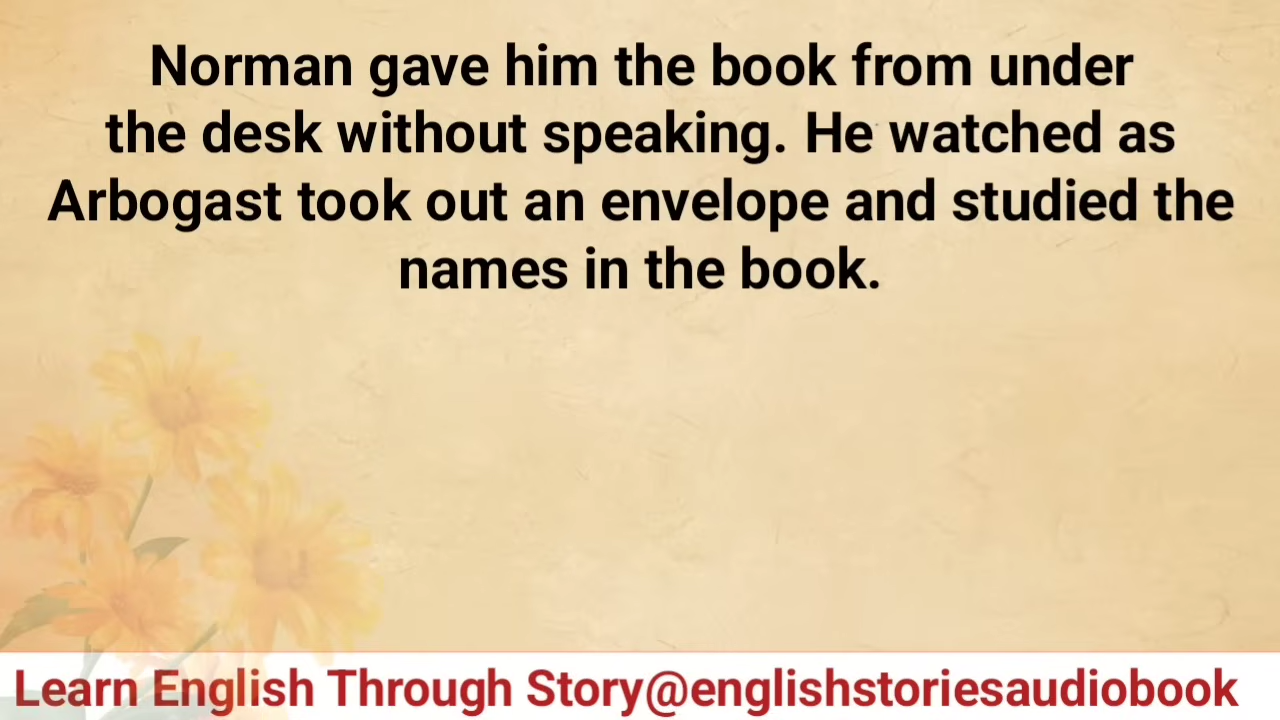 Norman gave him the book from under
the desk without speaking. He watched as
Arbogast took out an envelope and studied the
names in the book.
Learn English Through Story@englishstoriesaudiobook